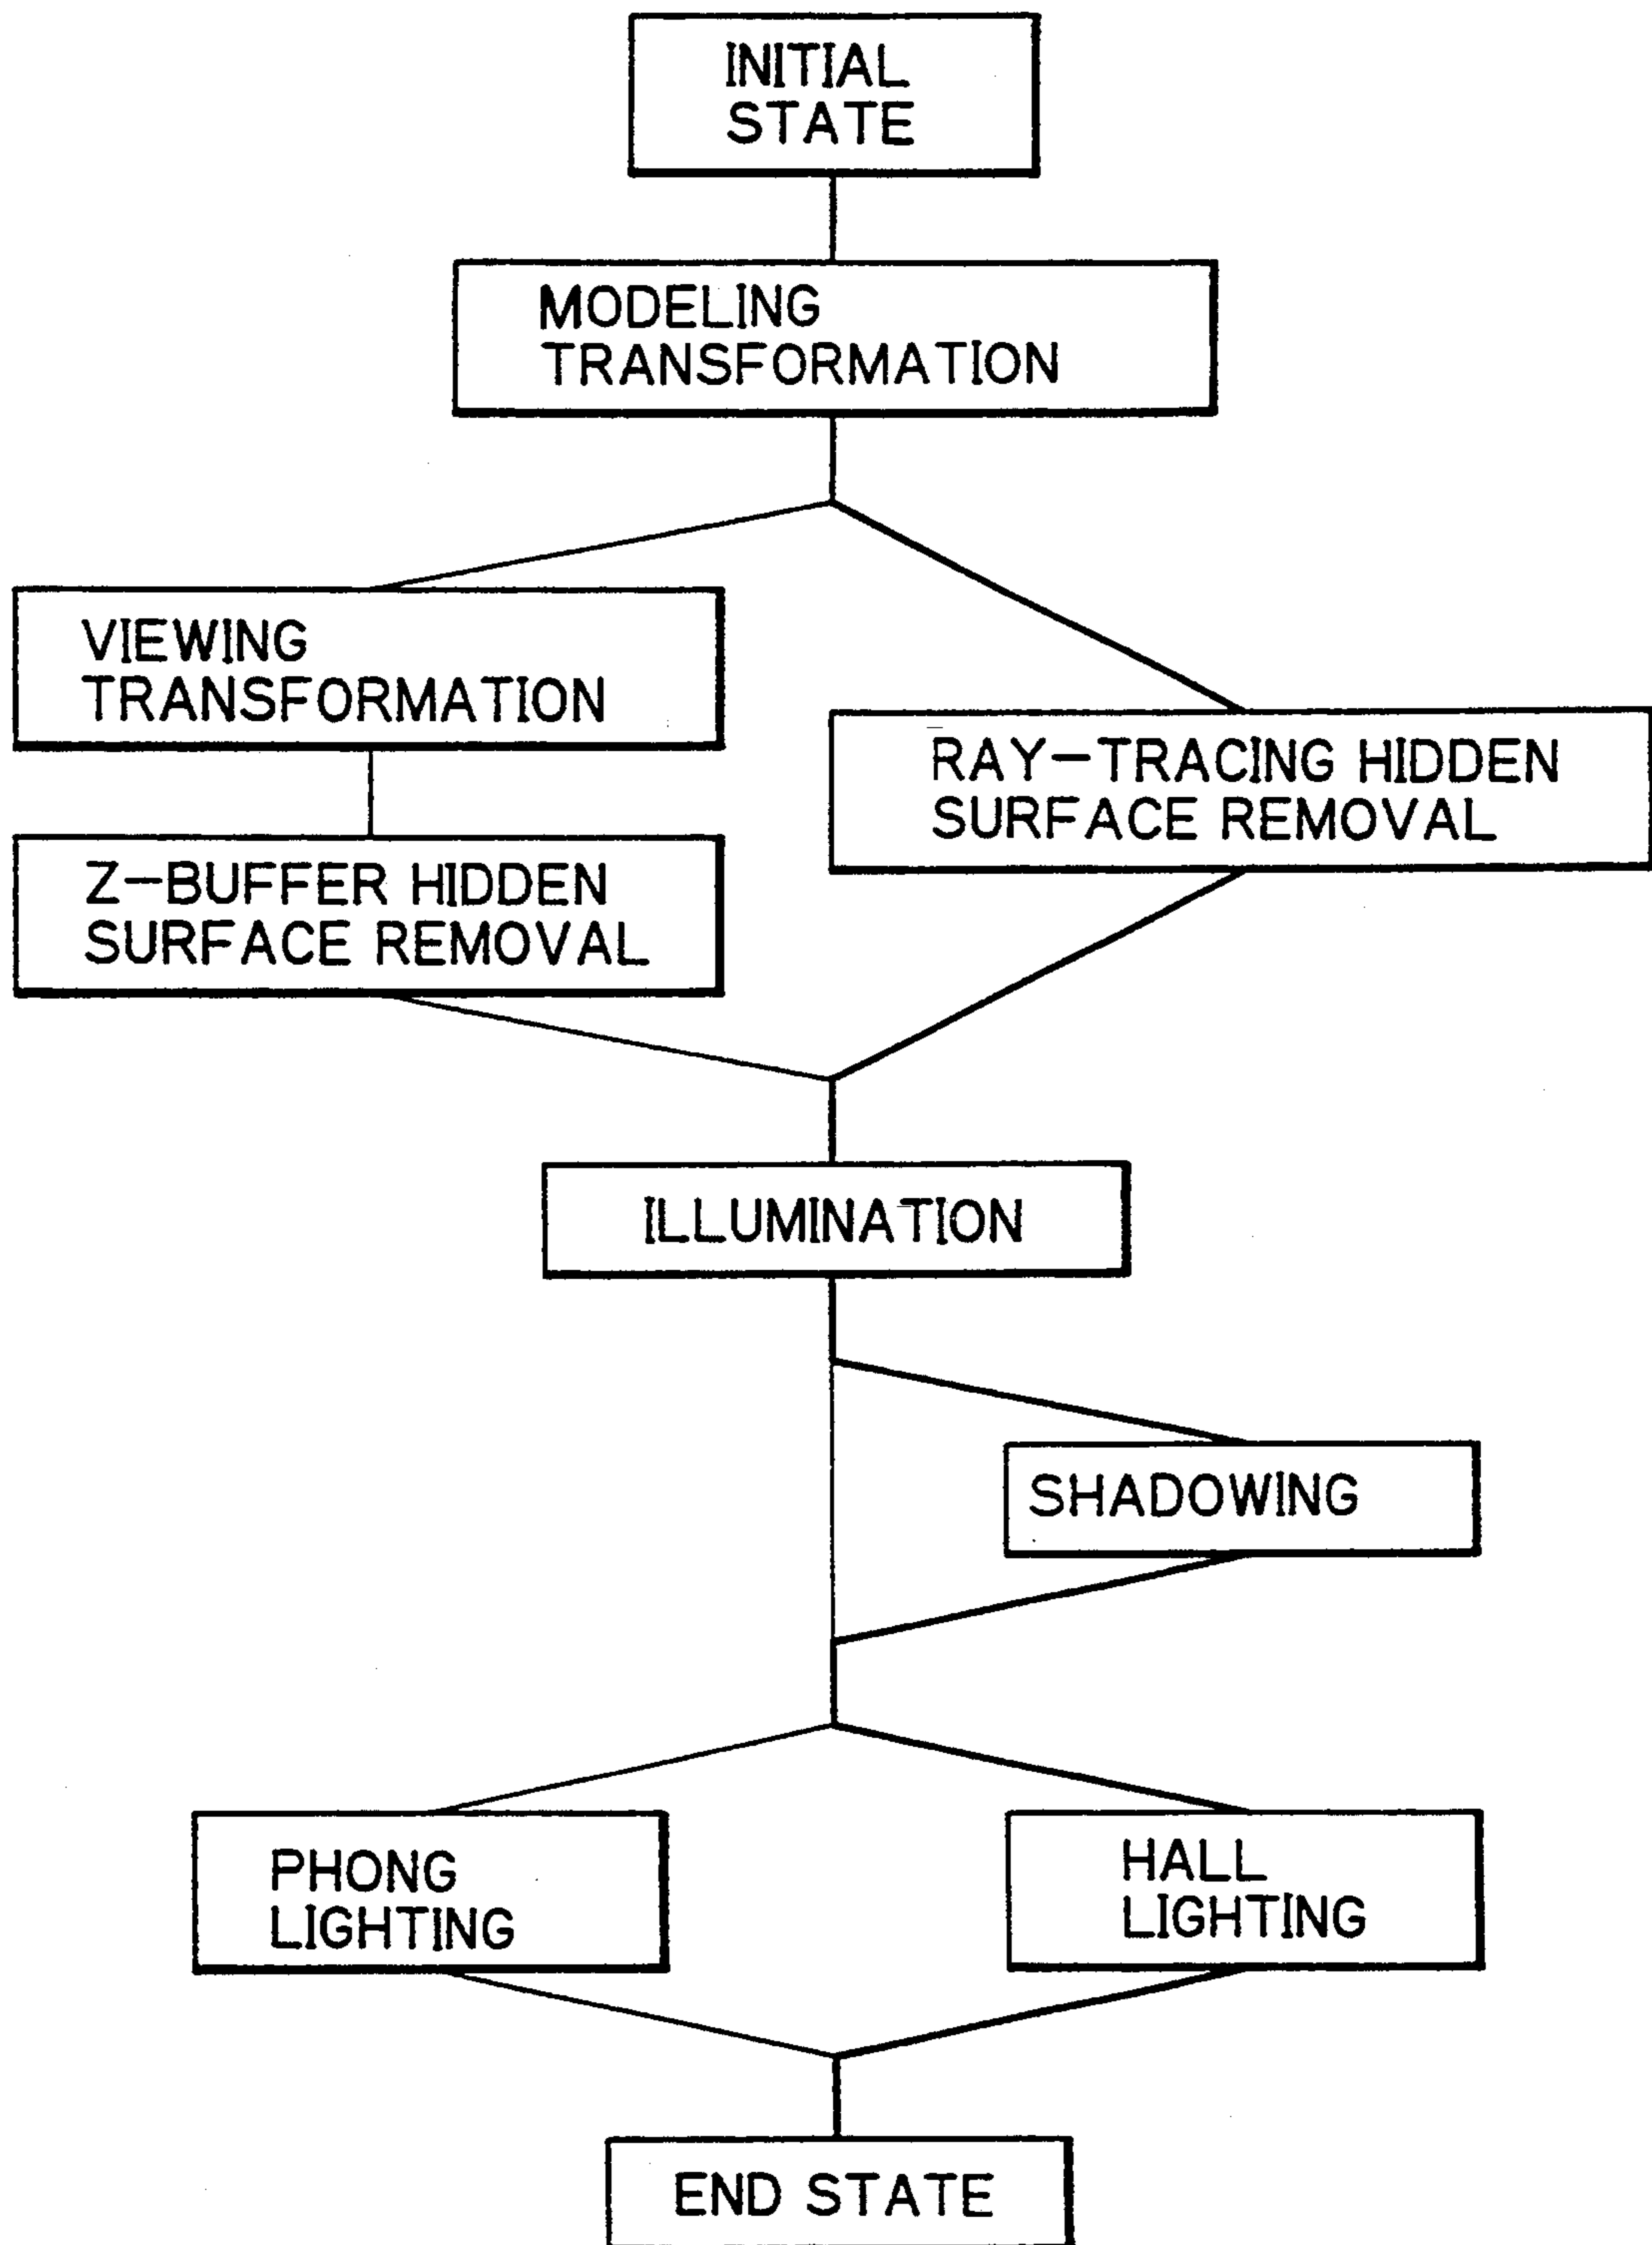 INITIAL
STATE
MODELING
TRANSFORMATION
VIEWING
TRANSFORMATION
RAY-TRACING HIDDEN
SURFACE REMOVAL
Z-BUFFER HIDDEN
SURFACE REMOVAL
ILLUMINATION
SHADOWING
PHONG
LIGHTING
HALL
LIGHTING
END STATE